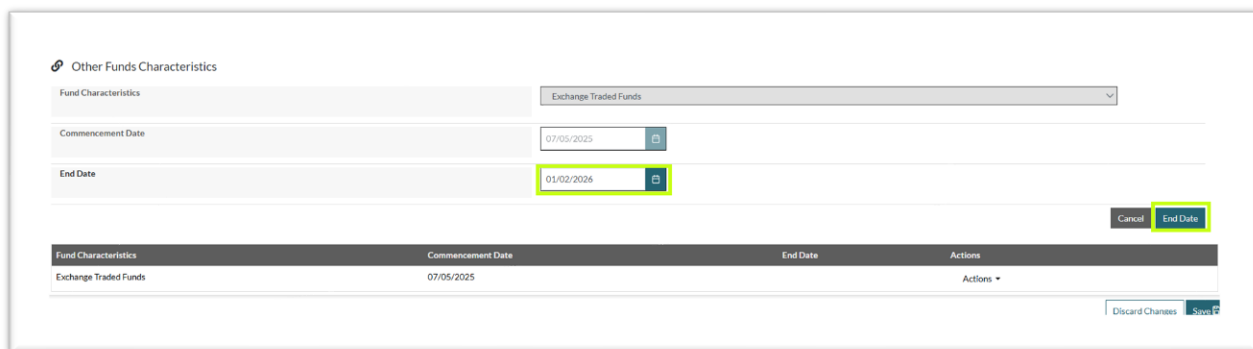 Other Funds Characteristics
Fund Characteristics Exchange Traded Funds
Commencement Date 07/05/2025
End Date 01/02/2026
Cancel End Date
Fund Characteristics Commencement Date End Date Actions
Exchange Traded Funds 07/05/2025 Actions
Discard Changes Save